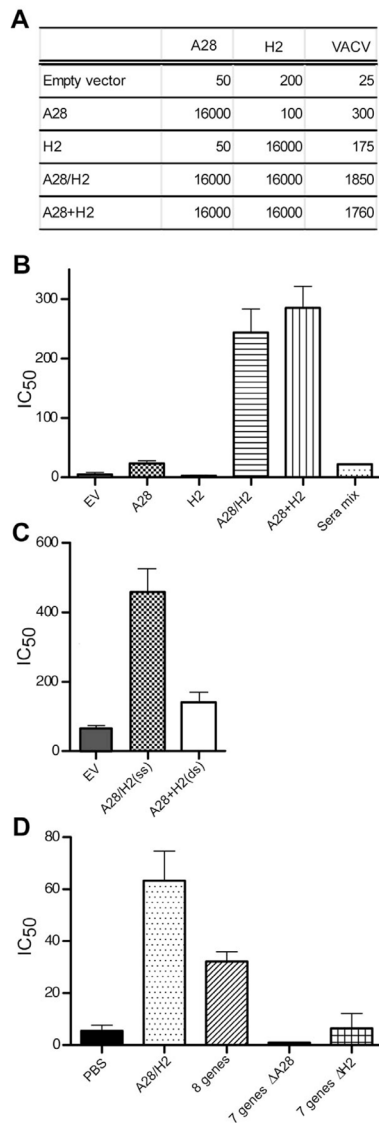 A
A28 H2 VACV
Empty vector 50 200 25
A28 16000 100 300
H2 50 16000 175
A28/H2 16000 16000 1850
A28+H2 16000 16000 1760
B
300
200
100
0
IC50
EV A28 H2 A28/H2 A28+H2 Sera mix
C
600
400
200
0
IC50
EV A28/H2(ss) A28+H2(ds)
D
80
60
40
20
0
IC50
PBS A28/H2 8 genes 7 genes ΔA28 7 genes ΔH2